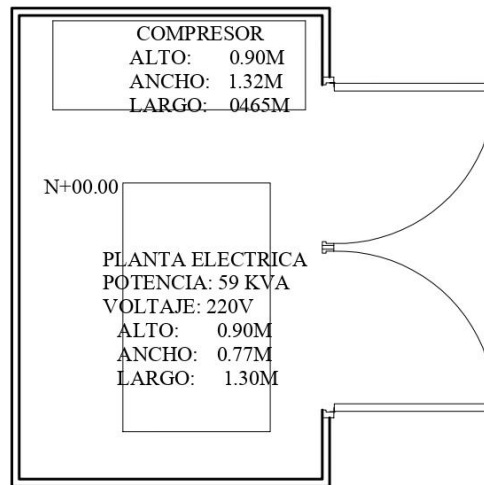 COMPRESOR
ALTO: 0.90M
ANCHO: 1.32M
LARGO: 0465M
N+00.00
PLANTA ELECTRICA
POTENCIA: 59 KVA
VOLTAJE: 220V
ALTO: 0.90M
ANCHO: 0.77M
LARGO: 1.30M